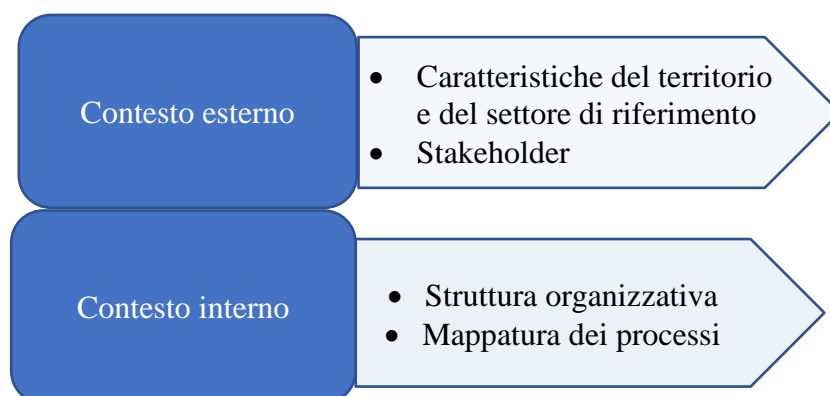 Contesto esterno
• Caratteristiche del territorio
e del settore di riferimento
• Stakeholder
Contesto interno
• Struttura organizzativa
• Mappatura dei processi